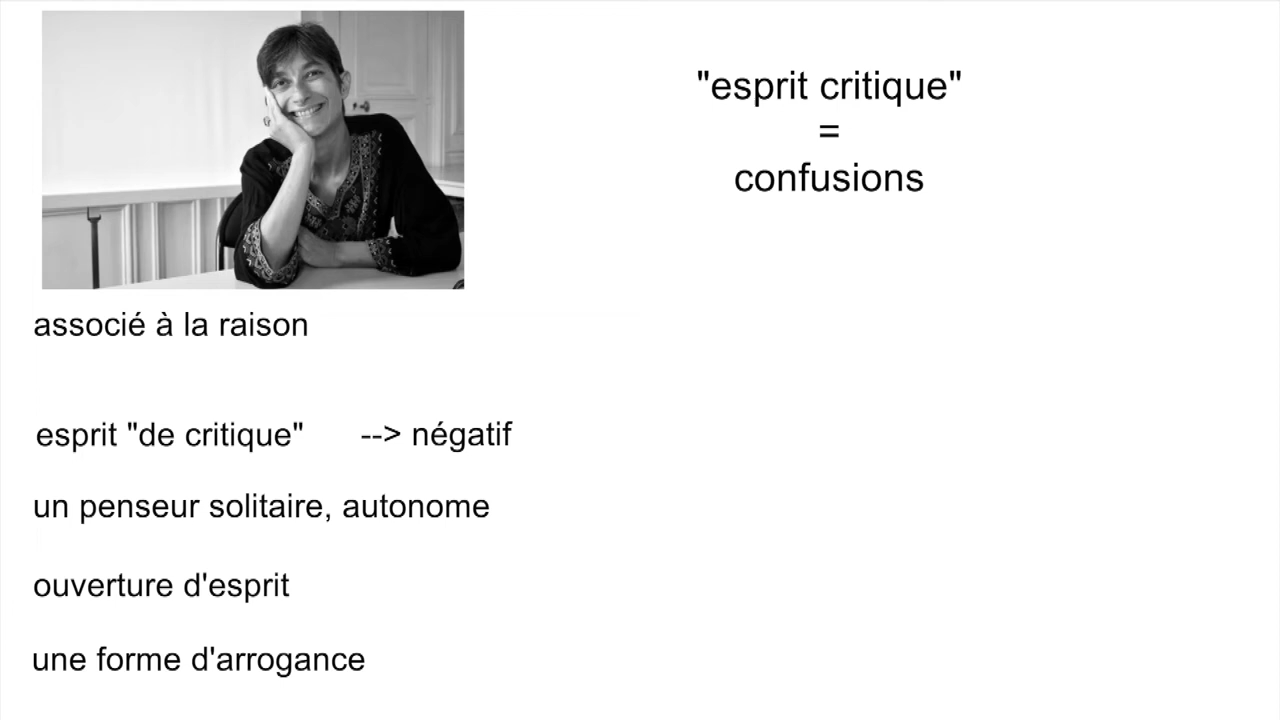 "esprit critique"
=
confusions
associé à la raison
esprit "de critique" --> négatif
un penseur solitaire, autonome
ouverture d'esprit
une forme d'arrogance